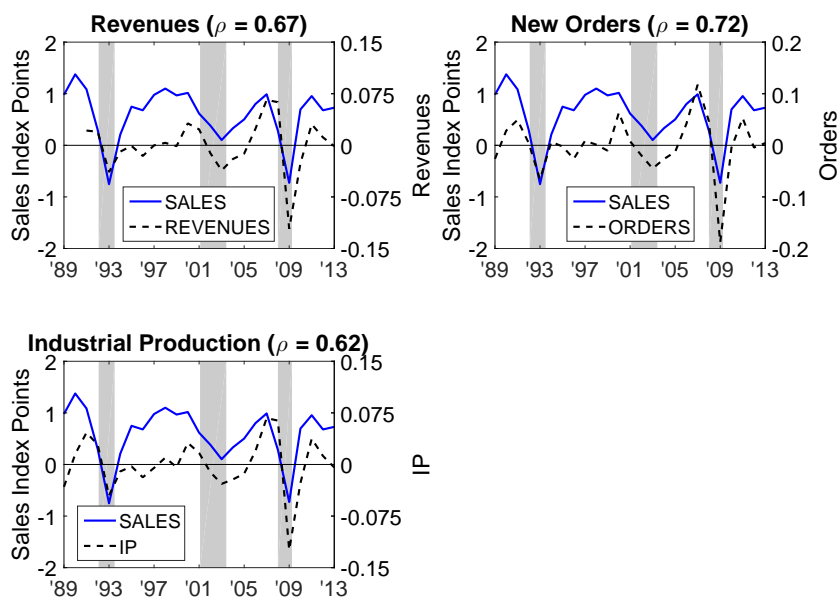 Revenues (ρ = 0.67)
Sales Index Points
2
1
0
-1
-2
0.15
0.075
0
-0.075
-0.15
Revenues
SALES
REVENUES
'89 '93 '97 '01 '05 '09 '13
New Orders (ρ = 0.72)
Sales Index Points
2
1
0
-1
-2
0.2
0.1
0
-0.1
-0.2
Orders
SALES
ORDERS
'89 '93 '97 '01 '05 '09 '13
Industrial Production (ρ = 0.62)
Sales Index Points
2
1
0
-1
-2
0.15
0.075
0
-0.075
-0.15
IP
SALES
IP
'89 '93 '97 '01 '05 '09 '13